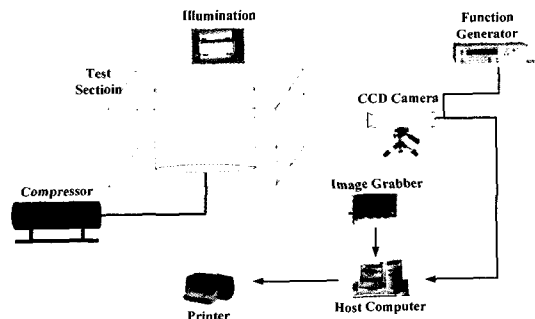 Illumination
Function
Generator
Test
Sectioin
CCD Camera
Compressor
Image Grabber
Host Computer
Printer